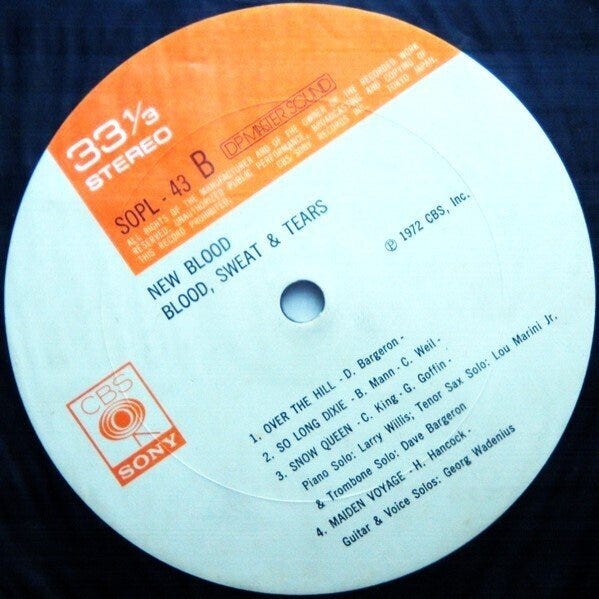 33 1/3
STEREO
SOPL - 43 B
DP MASTER SOUND
ALL RIGHTS OF THE MANUFACTURER AND OF THE OWNER OF THE RECORDED WORK
RESERVED. UNAUTHORIZED PUBLIC PERFORMANCE, BROADCASTING AND COPYING OF
THIS RECORD PROHIBITED. CBS/SONY RECORDS INC. TOKYO JAPAN.
NEW BLOOD
BLOOD, SWEAT & TEARS
℗ 1972 CBS, Inc.
CBS
SONY
1. OVER THE HILL - D. Bargeron -
2. SO LONG DIXIE - B. Mann - C. Weil -
3. SNOW QUEEN - C. King - G. Goffin -
Piano Solo: Larry Willis; Tenor Sax Solo: Lou Marini Jr.
& Trombone Solo: Dave Bargeron
4. MAIDEN VOYAGE - H. Hancock -
Guitar & Voice Solos: Georg Wadenius